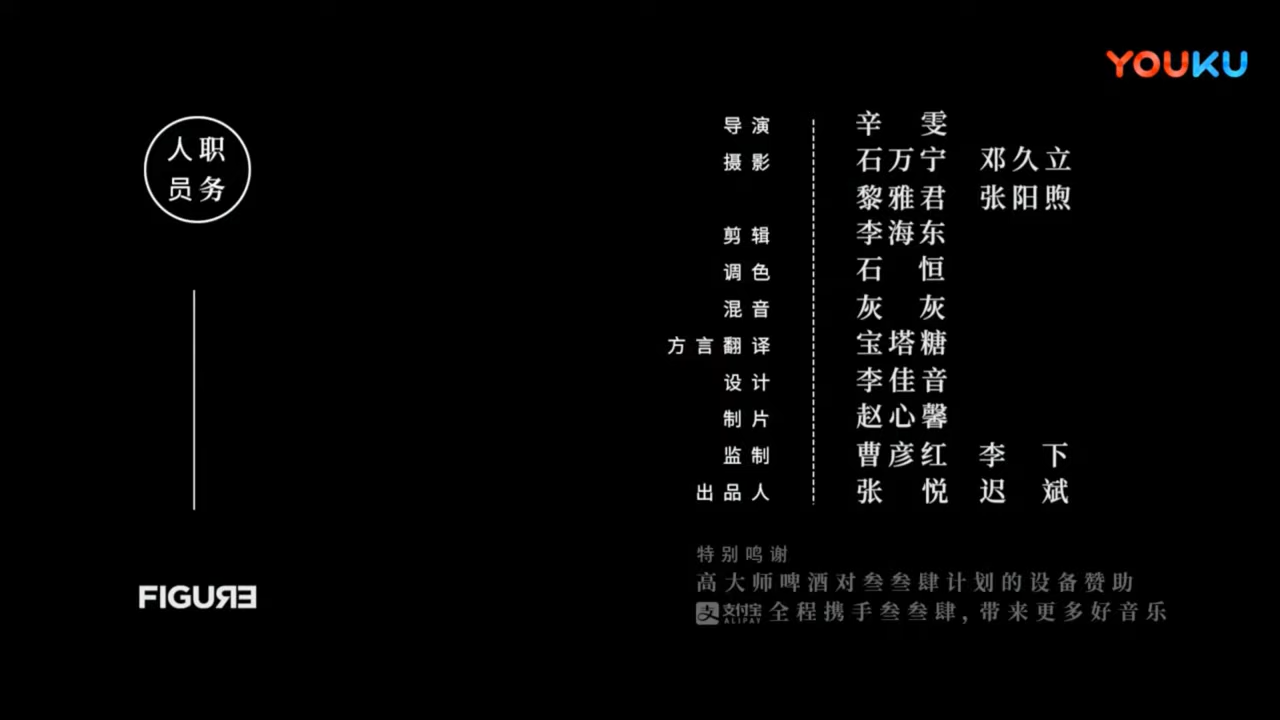 YOUKU
职务
人员
导演 辛雯
摄影 石万宁 邓久立
黎雅君 张阳煦
剪辑 李海东
调色 石恒
混音 灰灰
方言翻译 宝塔糖
设计 李佳音
制片 赵心馨
监制 曹彦红 李下
出品人 张悦 迟斌
FIGURE
特别鸣谢
高大师啤酒对叁叁肆计划的设备赞助
支付宝 ALIPAY 全程携手叁叁肆，带来更多好音乐